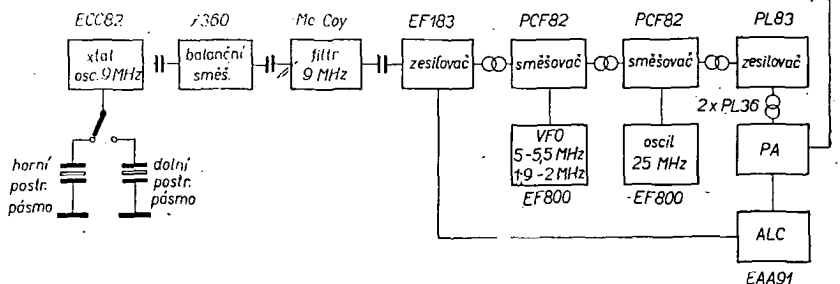 ECC82
7360
Mc Coy
EF183
PCF82
PCF82
PL83
xtal
osc. 9 MHz
balanční
směš.
filtr
9 MHz
zesilovač
směšovač
směšovač
zesilovač
2 x PL36
VFO
5-5,5 MHz
1,9-2 MHz
EF800
oscil
25 MHz
EF800
PA
horní
postr.
pásmo
dolní
postr.
pásmo
ALC
EAA91